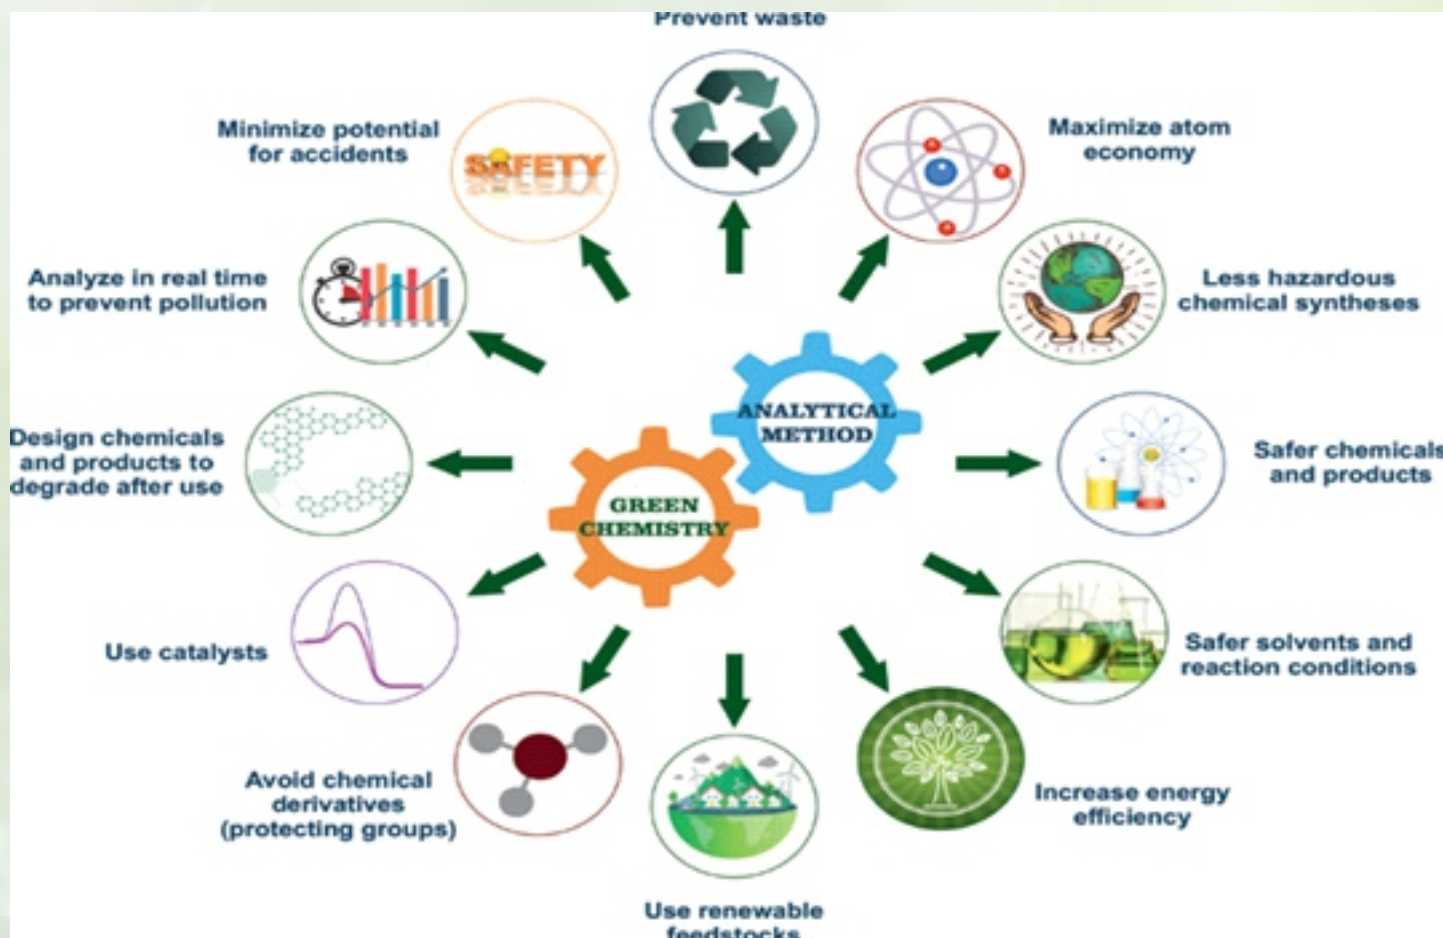 Prevent waste
Maximize atom
economy
Less hazardous
chemical syntheses
Safer chemicals
and products
Safer solvents and
reaction conditions
Increase energy
efficiency
Use renewable
feedstocks
Avoid chemical
derivatives
(protecting groups)
Use catalysts
Design chemicals
and products to
degrade after use
Analyze in real time
to prevent pollution
Minimize potential
for accidents
SAFETY
ANALYTICAL
METHOD
GREEN
CHEMISTRY